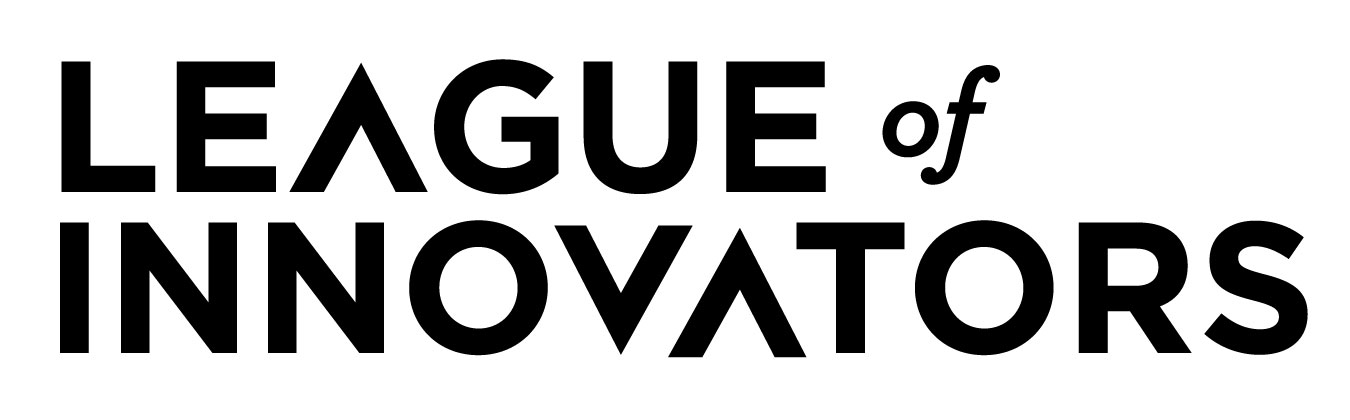 LEAGUE of
INNOVATORS